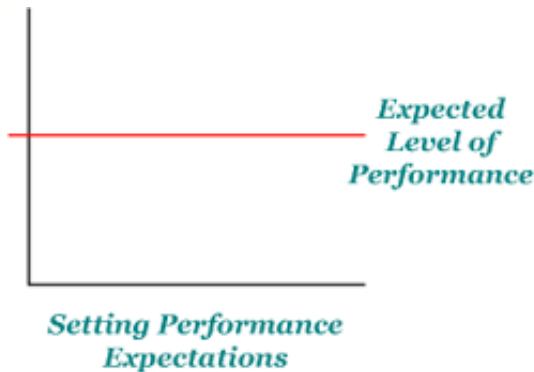 Expected
Level of
Performance
Setting Performance
Expectations